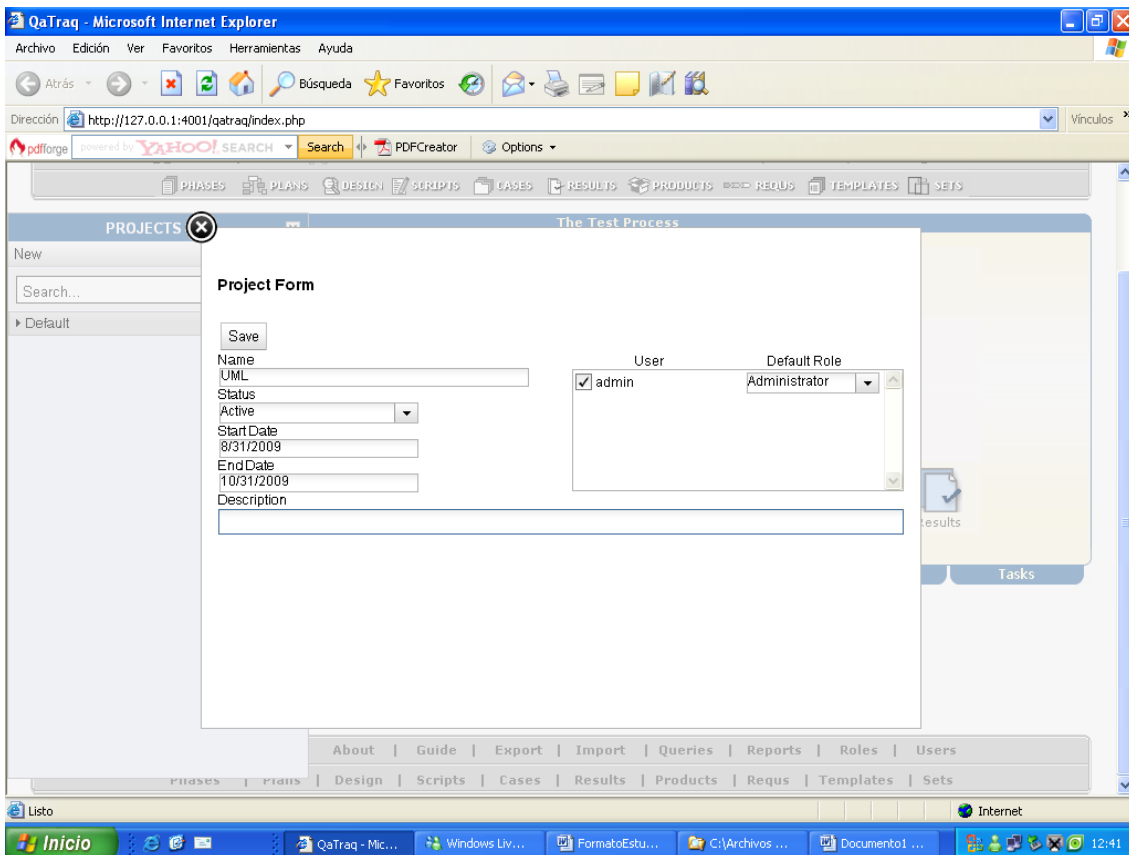 QaTraq - Microsoft Internet Explorer
Archivo Edición Ver Favoritos Herramientas Ayuda
Atrás Búsqueda Favoritos
Dirección http://127.0.0.1:4001/qatraq/index.php Vínculos »
pdfforge powered by YAHOO! SEARCH Search PDFCreator Options
PHASES PLANS DESIGN SCRIPTS CASES RESULTS PRODUCTS REQUS TEMPLATES SETS
PROJECTS The Test Process
New
Search...
Default
Project Form
Save
Name
UML
Status
Active
Start Date
8/31/2009
End Date
10/31/2009
Description
User Default Role
admin Administrator
esults
Tasks
About | Guide | Export | Import | Queries | Reports | Roles | Users
Phases | Plans | Design | Scripts | Cases | Results | Products | Requs | Templates | Sets
Listo Internet
Inicio QaTraq - Mic... Windows Liv... FormatoEstu... C:\Archivos ... Documento1 ... 12:41